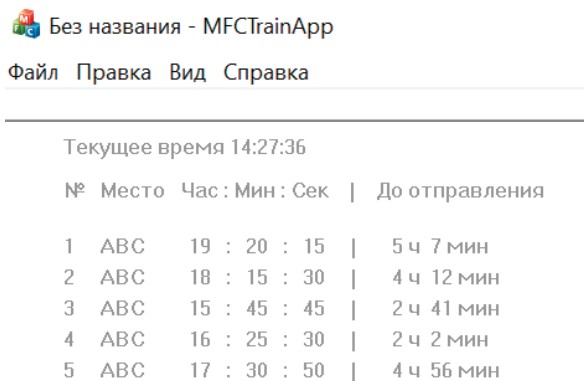 Без названия - MFCTrainApp
Файл Правка Вид Справка
Текущее время 14:27:36
№ Место Час : Мин : Сек | До отправления
1 ABC 19 : 20 : 15 | 5 ч 7 мин
2 ABC 18 : 15 : 30 | 4 ч 12 мин
3 ABC 15 : 45 : 45 | 2 ч 41 мин
4 ABC 16 : 25 : 30 | 2 ч 2 мин
5 ABC 17 : 30 : 50 | 4 ч 56 мин